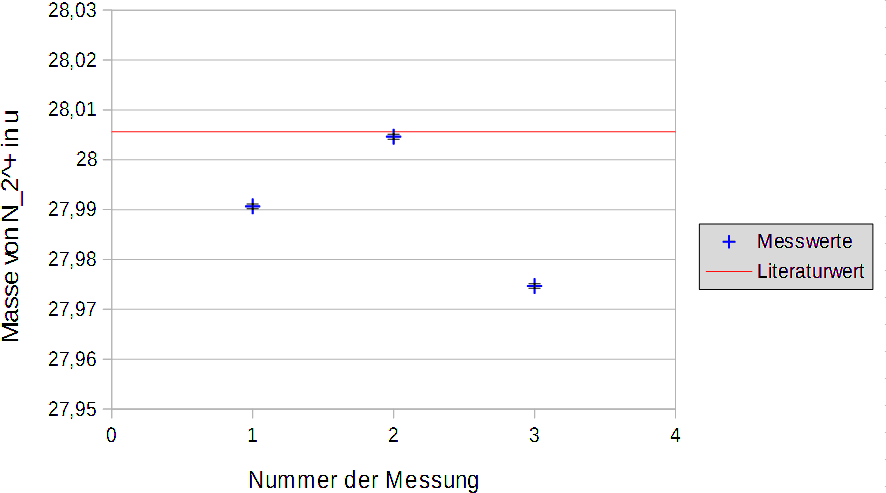 28,03
28,02
28,01
28
27,99
27,98
27,97
27,96
27,95
0 1 2 3 4
Masse von N_2^+ in u
Nummer der Messung
Messwerte
Literaturwert